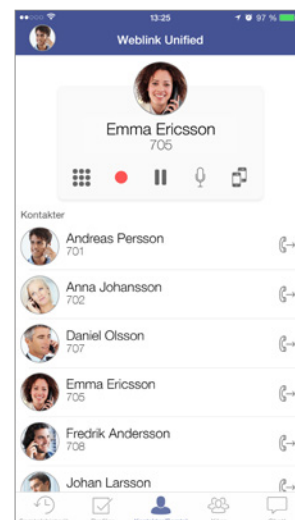 13:25
97 %
Weblink Unified
Emma Ericsson
705
Kontakter
Andreas Persson
701
Anna Johansson
702
Daniel Olsson
707
Emma Ericsson
705
Fredrik Andersson
708
Johan Larsson